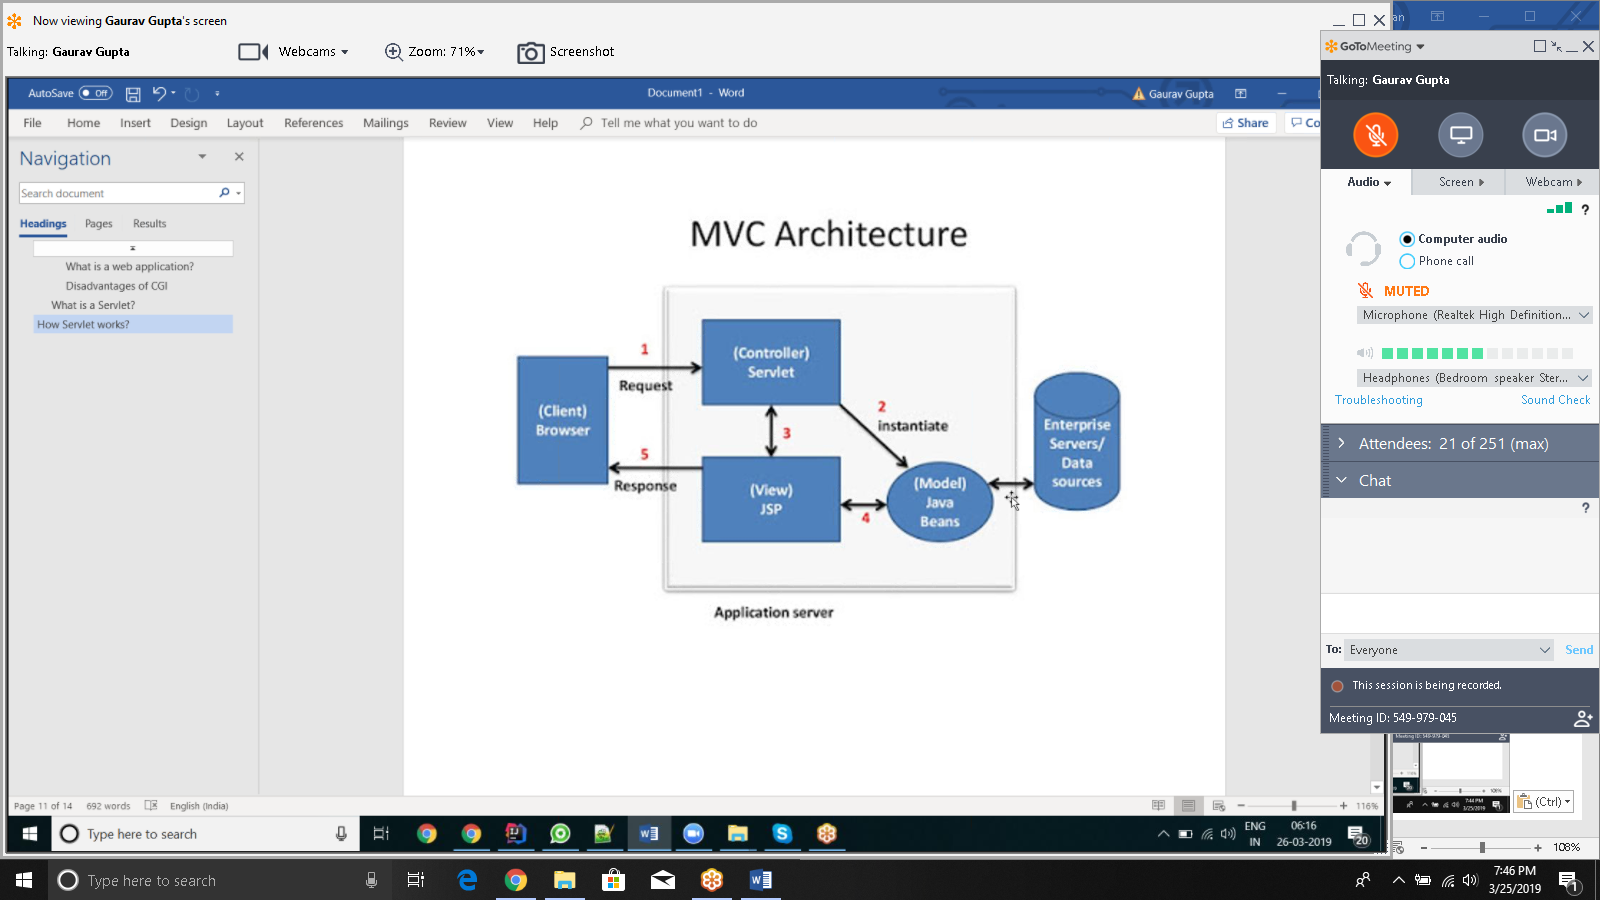 Now viewing Gaurav Gupta's screen
Talking: Gaurav Gupta
Webcams
Zoom: 71%
Screenshot
AutoSave Off
Document1 - Word
Gaurav Gupta
File Home Insert Design Layout References Mailings Review View Help Tell me what you want to do
Share
Co
Navigation
Search document
Headings Pages Results
What is a web application?
Disadvantages of CGI
What is a Servlet?
How Servlet works?
MVC Architecture
1
Request
(Controller)
Servlet
(Client)
Browser
2
instantiate
3
5
Response
(View)
JSP
4
(Model)
Java
Beans
Enterprise
Servers/
Data
sources
Application server
Page 11 of 14 692 words English (India)
116%
Type here to search
ENG
IN
06:16
26-03-2019
20
an
GoToMeeting
Talking: Gaurav Gupta
Audio Screen Webcam
?
Computer audio
Phone call
MUTED
Microphone (Realtek High Definition...
Headphones (Bedroom speaker Ster...
Troubleshooting Sound Check
Attendees: 21 of 251 (max)
Chat
?
To: Everyone Send
This session is being recorded.
Meeting ID: 549-979-045
(Ctrl)
108%
Type here to search
7:46 PM
3/25/2019
1